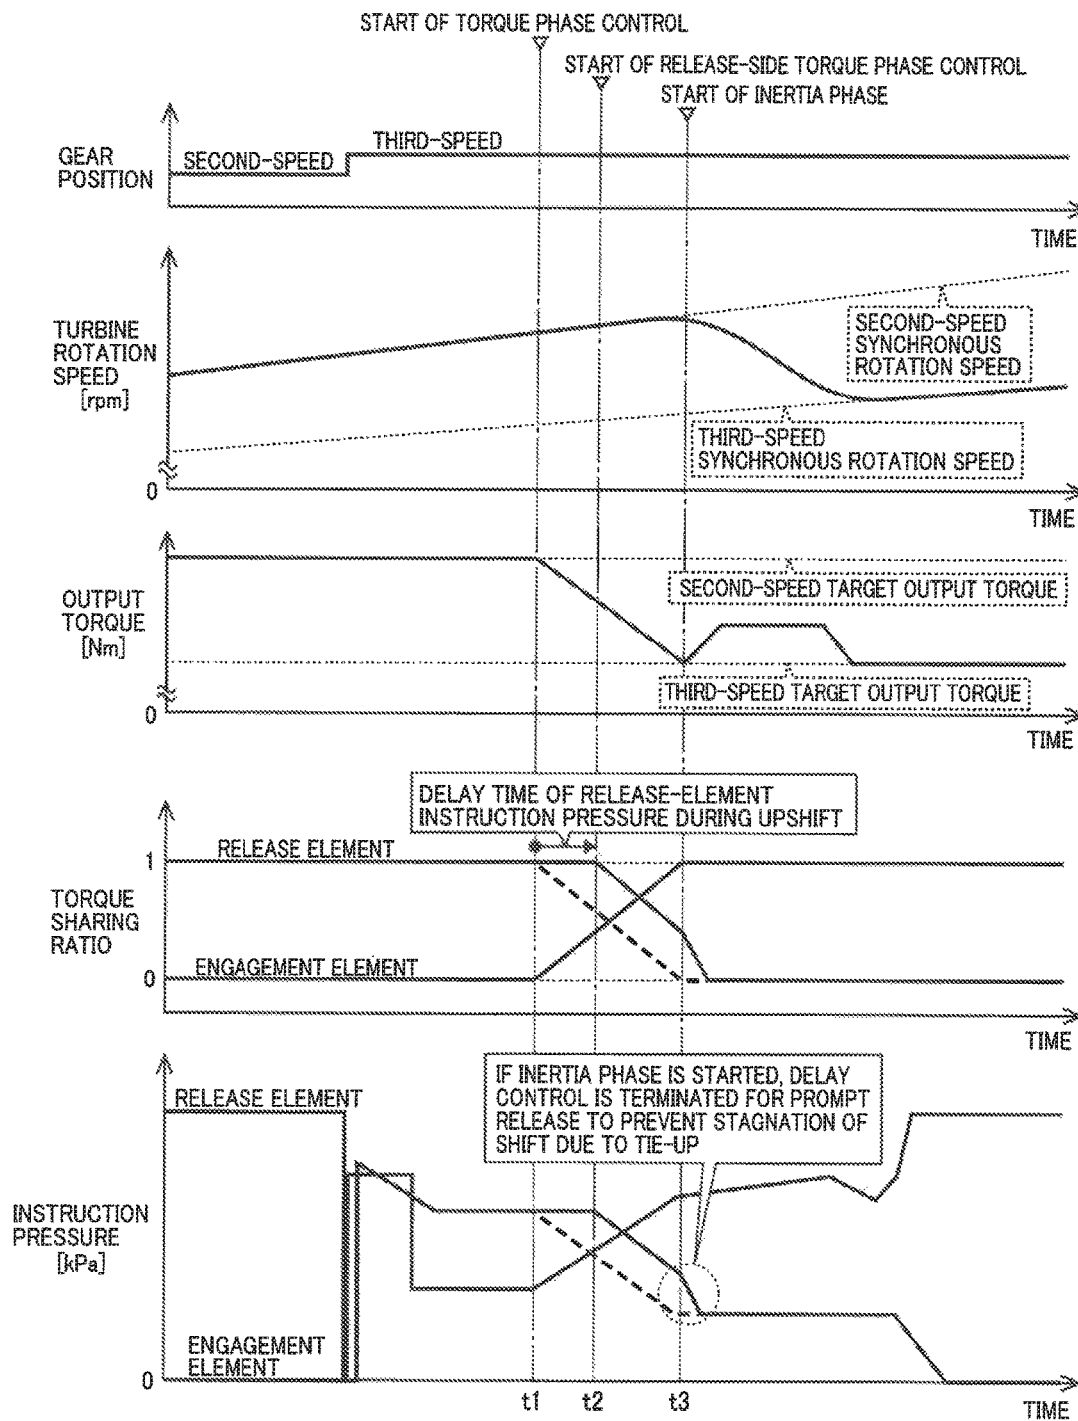 START OF TORQUE PHASE CONTROL
START OF RELEASE-SIDE TORQUE PHASE CONTROL
START OF INERTIA PHASE
GEAR
POSITION
SECOND-SPEED
THIRD-SPEED
TIME
TURBINE
ROTATION
SPEED
[rpm]
SECOND-SPEED
SYNCHRONOUS
ROTATION SPEED
THIRD-SPEED
SYNCHRONOUS ROTATION SPEED
0
TIME
OUTPUT
TORQUE
[Nm]
SECOND-SPEED TARGET OUTPUT TORQUE
THIRD-SPEED TARGET OUTPUT TORQUE
0
TIME
DELAY TIME OF RELEASE-ELEMENT
INSTRUCTION PRESSURE DURING UPSHIFT
RELEASE ELEMENT
1
TORQUE
SHARING
RATIO
ENGAGEMENT ELEMENT
0
TIME
IF INERTIA PHASE IS STARTED, DELAY
CONTROL IS TERMINATED FOR PROMPT
RELEASE TO PREVENT STAGNATION OF
SHIFT DUE TO TIE-UP
RELEASE ELEMENT
INSTRUCTION
PRESSURE
[kPa]
ENGAGEMENT
ELEMENT
0
t1
t2
t3
TIME